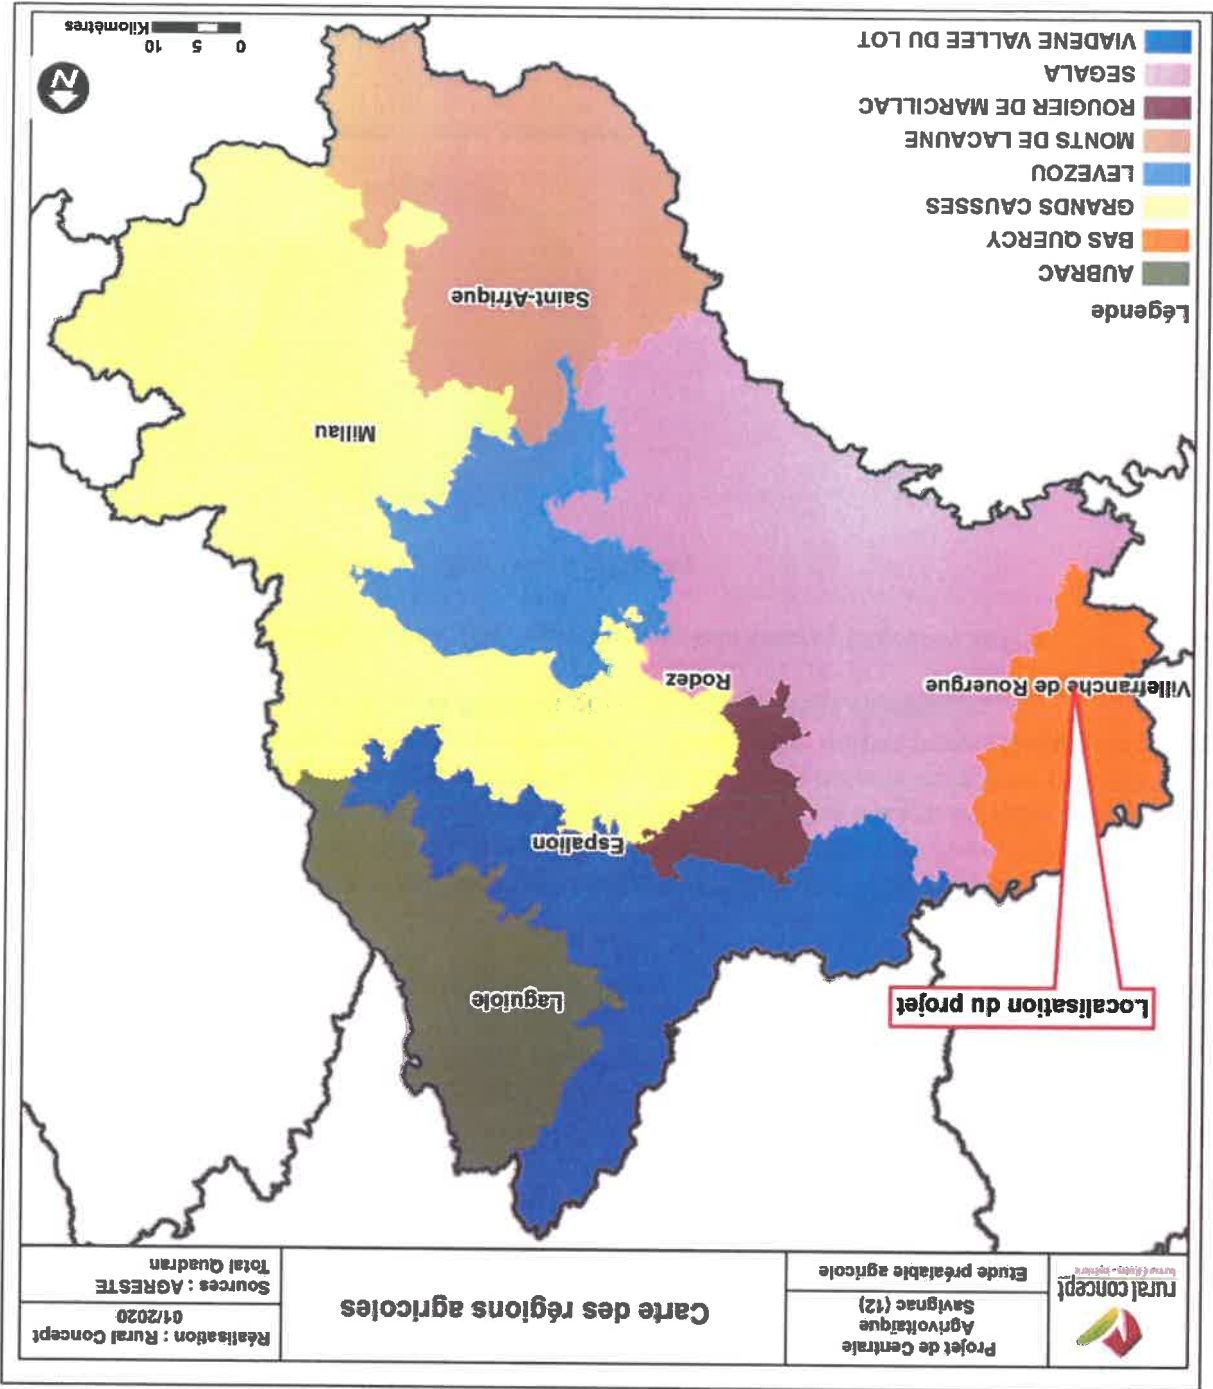 rural concept
Projet de Centrale
Agrivoltaïque
Savignac (12)
Etude préalable agricole
Carte des régions agricoles
Réalisation : Rural Concept
01/2020
Sources : AGRESTE
Total Quadran
Localisation du projet
Laguiole
Espalion
Villefranche de Rouergue
Rodez
Millau
Saint-Afrique
Légende
AUBRAC
BAS QUERCY
GRANDS CAUSSES
LEVEZOU
MONTS DE LACAUNE
ROUGIER DE MARCILLAC
SEGALA
VIADENE VALLEE DU LOT
N
0 5 10
Kilomètres